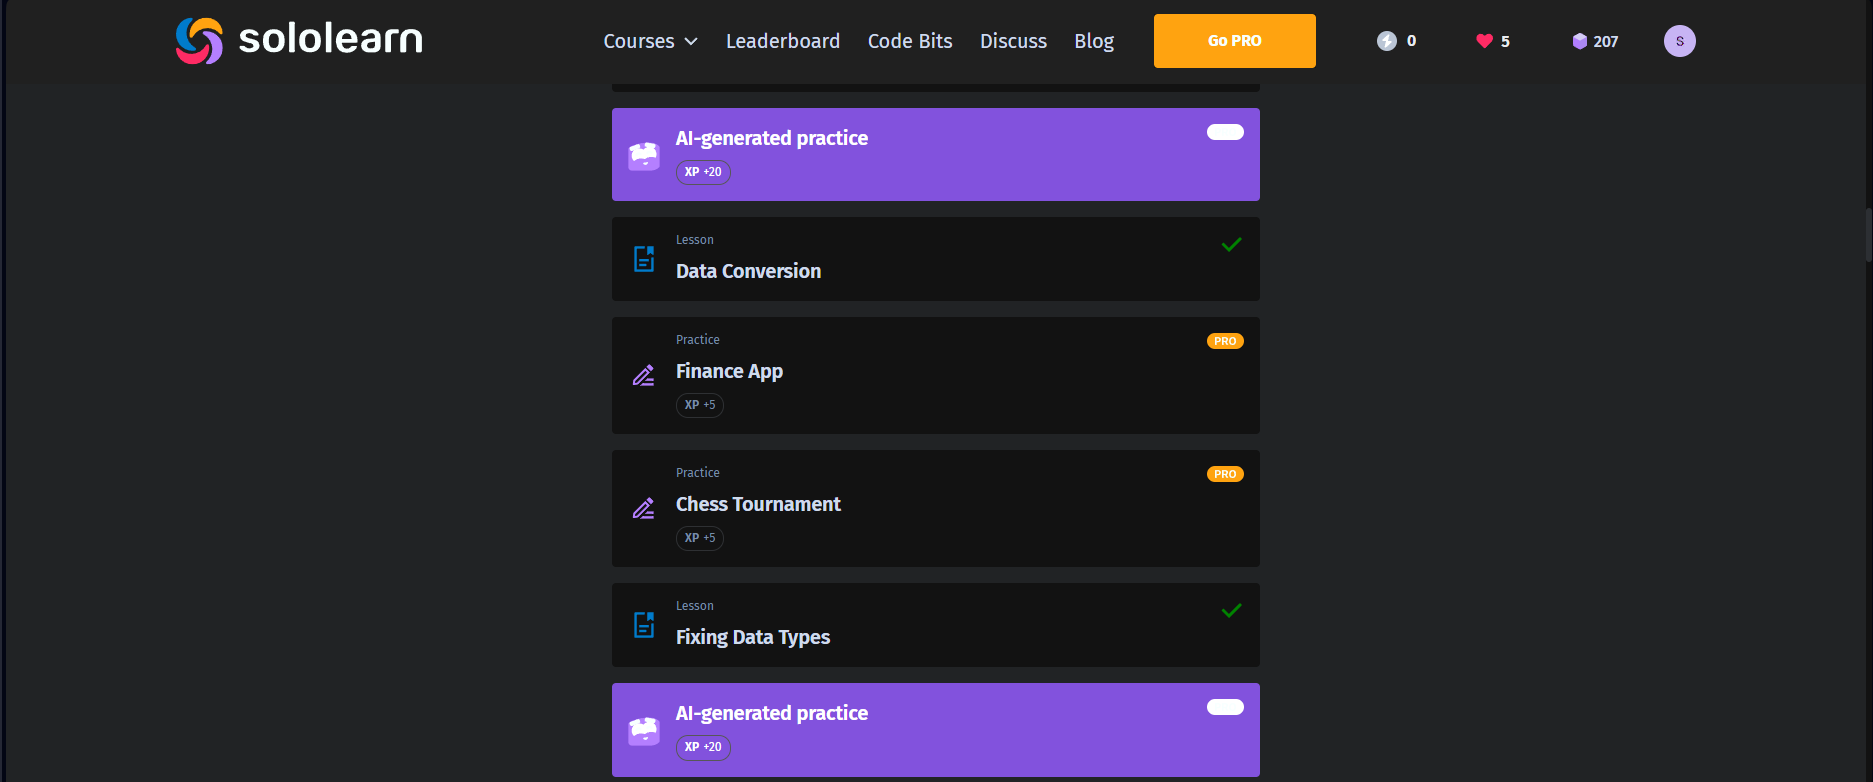 sololearn
Courses Leaderboard Code Bits Discuss Blog Go PRO 0 5 207 S
AI-generated practice
XP +20
Lesson
Data Conversion
Practice PRO
Finance App
XP +5
Practice PRO
Chess Tournament
XP +5
Lesson
Fixing Data Types
AI-generated practice
XP +20